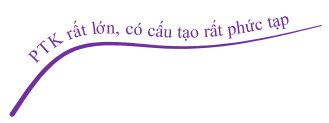 PTK rất lớn, có cấu tạo rất phức tạp